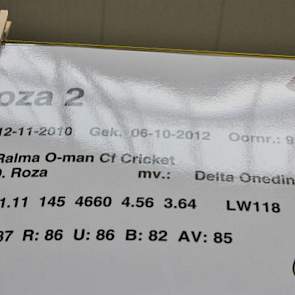 oza 2
12-11-2010 Gek. 06-10-2012 Oornr.: 9
Ralma O-man Cf Cricket
. Roza mv.: Delta Onedin
1.11 145 4660 4.56 3.64 LW118
87 R: 86 U: 86 B: 82 AV: 85